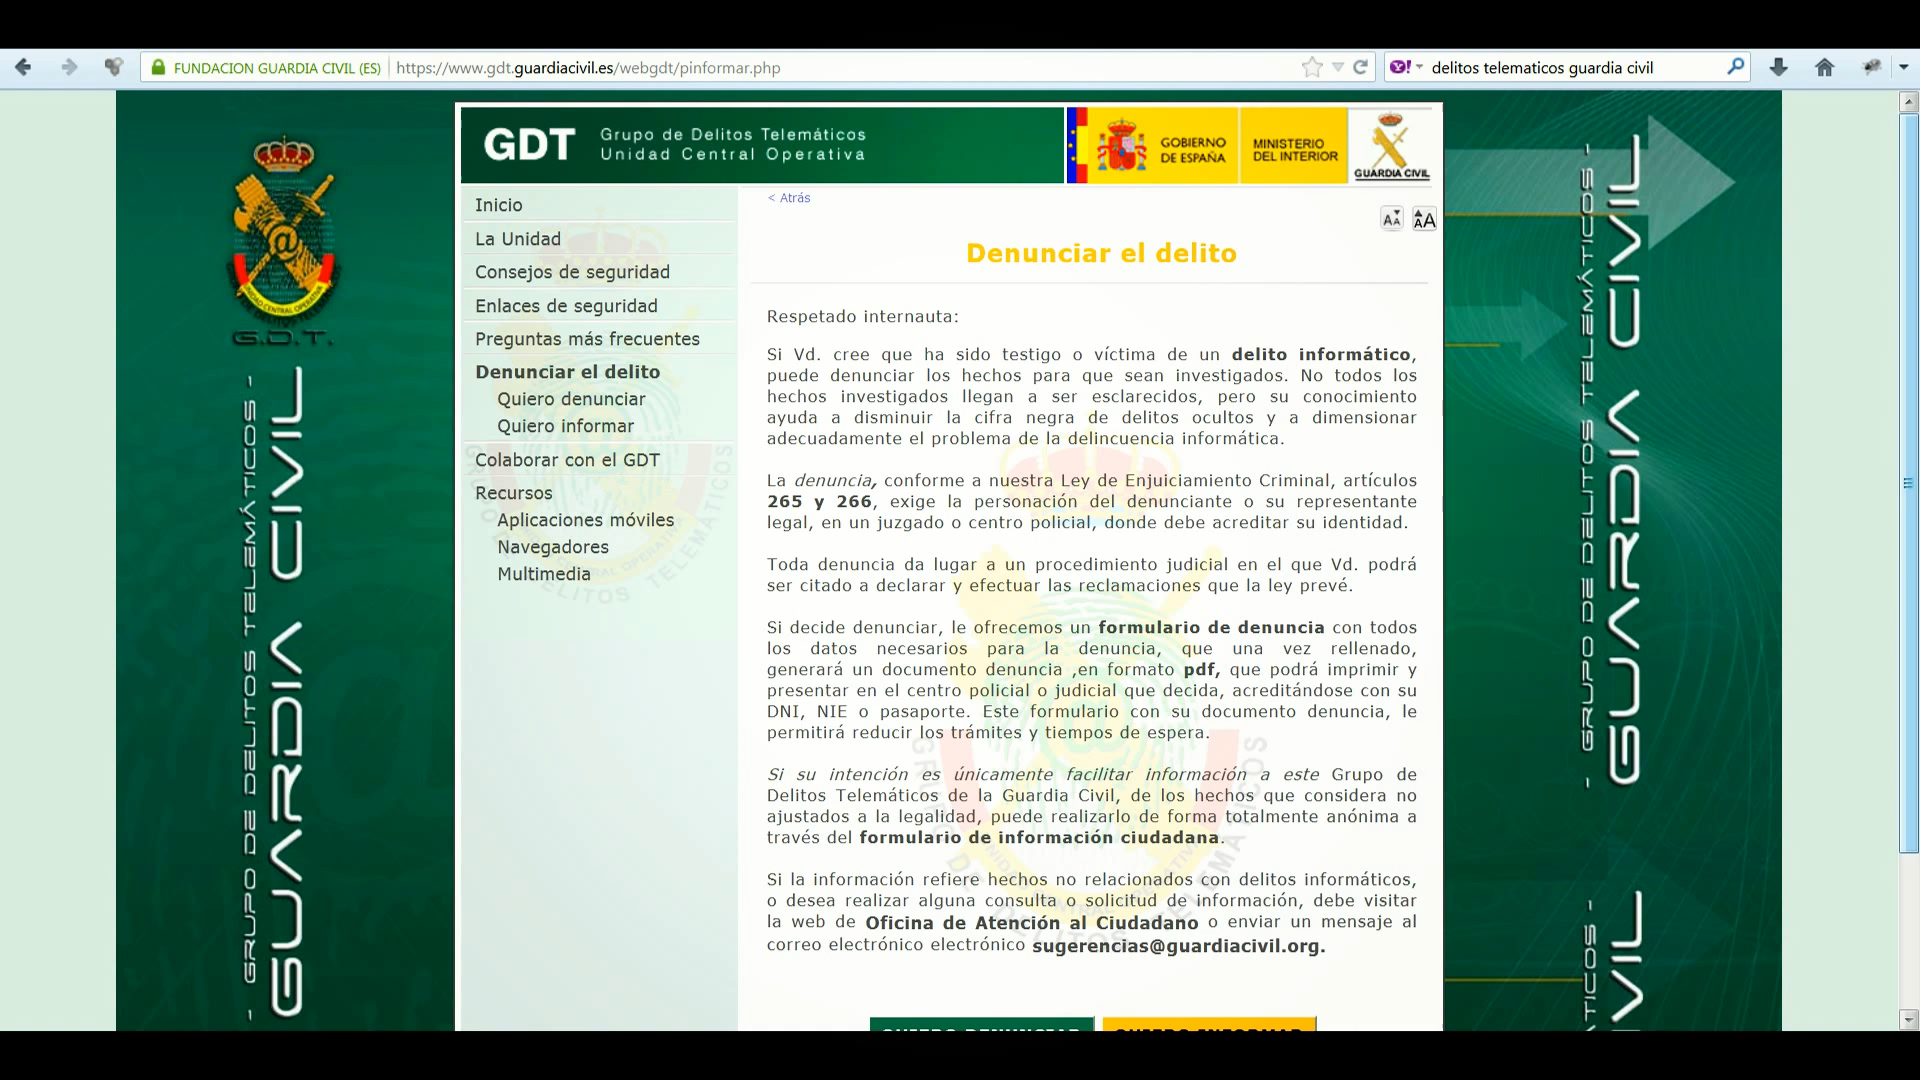 FUNDACION GUARDIA CIVIL (ES)
https://www.gdt.guardiacivil.es/webgdt/pinformar.php
delitos telematicos guardia civil
GDT
Grupo de Delitos Telemáticos
Unidad Central Operativa
GOBIERNO
DE ESPAÑA
MINISTERIO
DEL INTERIOR
GUARDIA CIVIL
G.D.T.
- GRUPO DE DELITOS TELEMÁTICOS -
GUARDIA CIVIL
Inicio
La Unidad
Consejos de seguridad
Enlaces de seguridad
Preguntas más frecuentes
Denunciar el delito
Quiero denunciar
Quiero informar
Colaborar con el GDT
Recursos
Aplicaciones móviles
Navegadores
Multimedia
< Atrás
Denunciar el delito
Respetado internauta:
Si Vd. cree que ha sido testigo o víctima de un delito informático,
puede denunciar los hechos para que sean investigados. No todos los
hechos investigados llegan a ser esclarecidos, pero su conocimiento
ayuda a disminuir la cifra negra de delitos ocultos y a dimensionar
adecuadamente el problema de la delincuencia informática.
La denuncia, conforme a nuestra Ley de Enjuiciamiento Criminal, artículos
265 y 266, exige la personación del denunciante o su representante
legal, en un juzgado o centro policial, donde debe acreditar su identidad.
Toda denuncia da lugar a un procedimiento judicial en el que Vd. podrá
ser citado a declarar y efectuar las reclamaciones que la ley prevé.
Si decide denunciar, le ofrecemos un formulario de denuncia con todos
los datos necesarios para la denuncia, que una vez rellenado,
generará un documento denuncia ,en formato pdf, que podrá imprimir y
presentar en el centro policial o judicial que decida, acreditándose con su
DNI, NIE o pasaporte. Este formulario con su documento denuncia, le
permitirá reducir los trámites y tiempos de espera.
Si su intención es únicamente facilitar información a este Grupo de
Delitos Telemáticos de la Guardia Civil, de los hechos que considera no
ajustados a la legalidad, puede realizarlo de forma totalmente anónima a
través del formulario de información ciudadana.
Si la información refiere hechos no relacionados con delitos informáticos,
o desea realizar alguna consulta o solicitud de información, debe visitar
la web de Oficina de Atención al Ciudadano o enviar un mensaje al
correo electrónico electrónico sugerencias@guardiacivil.org.
QUIERO DENUNCIAR
QUIERO INFORMAR
- GRUPO DE DELITOS TELEMÁTICOS -
GUARDIA CIVIL